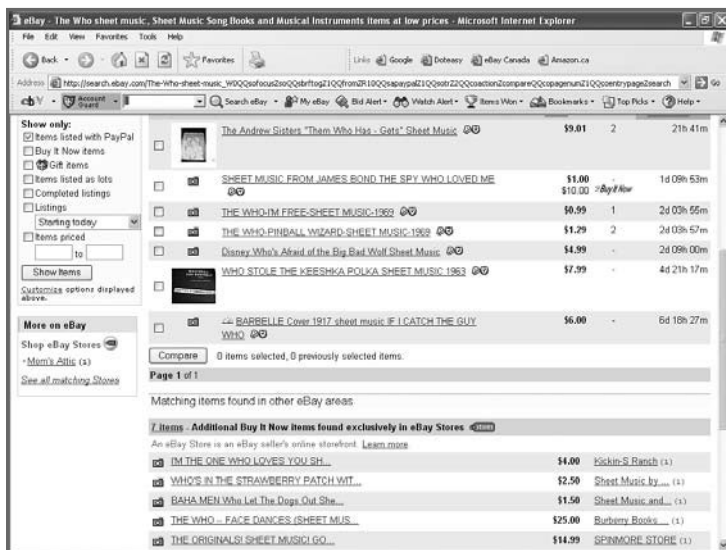 eBay - The Who sheet music, Sheet Music Song Books and Musical Instruments items at low prices - Microsoft Internet Explorer
File Edit View Favorites Tools Help
Back Favorites Links Google Doteasy eBay Canada Amazon.ca
Address http://search.ebay.com/The-Who-sheet-music_W0QQsofocusZsoQQsbrftogZ1QQfromZR10QQsapaypalZ1QQsotrZ2QQcoactionZcompareQQcopagenumZ1QQcoentrypageZsearch Go
ebY Account Guard Search eBay My eBay Bid Alert Watch Alert Items Won Bookmarks Top Picks Help
Show only:
Items listed with PayPal
Buy It Now items
Gift items
Items listed as lots
Completed listings
Listings
Starting today
Items priced
to
Show Items
Customize options displayed
above.
More on eBay
Shop eBay Stores
Mom's Attic (1)
See all matching Stores
The Andrew Sisters "Them Who Has - Gets" Sheet Music $9.01 2 21h 41m
SHEET MUSIC FROM JAMES BOND THE SPY WHO LOVED ME $1.00 - 1d 09h 53m
$10.00 Buy It Now
THE WHO-I'M FREE-SHEET MUSIC-1969 $0.99 1 2d 03h 55m
THE WHO-PINBALL WIZARD-SHEET MUSIC-1969 $1.29 2 2d 03h 57m
Disney Who's Afraid of the Big Bad Wolf Sheet Music $4.99 - 2d 09h 00m
WHO STOLE THE KEESHKA POLKA SHEET MUSIC 1963 $7.99 - 4d 21h 17m
BARBELLE Cover 1917 sheet music IF I CATCH THE GUY $6.00 - 6d 16h 27m
WHO
Compare 0 items selected, 0 previously selected items.
Page 1 of 1
Matching items found in other eBay areas
7 items - Additional Buy It Now items found exclusively in eBay Stores
An eBay Store is an eBay seller's online storefront. Learn more
I'M THE ONE WHO LOVES YOU SH... $4.00 Kickin-S Ranch (1)
WHO'S IN THE STRAWBERRY PATCH WIT... $2.50 Sheet Music by ... (1)
BAHA MEN Who Let The Dogs Out She... $1.50 Sheet Music and... (1)
THE WHO -- FACE DANCES (SHEET MUS... $25.00 Burberry Books ... (1)
THE ORIGINALS! SHEET MUSIC! GO... $14.99 SPINMORE STORE (1)